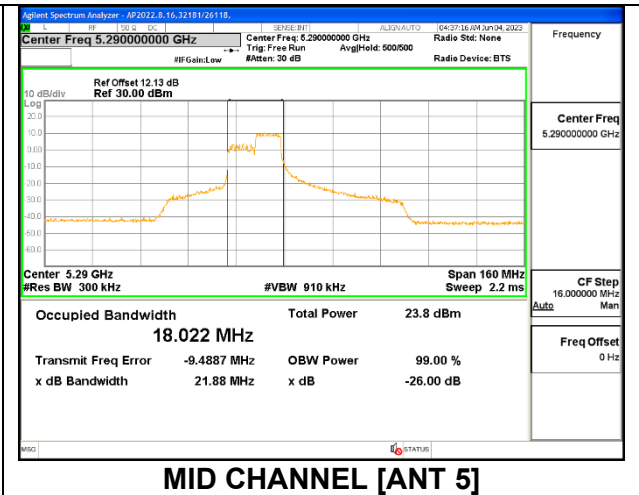 Agilent Spectrum Analyzer - AP2022.8.16,32181/26118,
L RF 50 Ω DC SENSE:INT ALIGN AUTO 04:37:16 AM Jun 04, 2023
Center Freq 5.290000000 GHz Center Freq: 5.290000000 GHz Radio Std: None Frequency
Trig: Free Run Avg|Hold: 500/500
#IFGain:Low #Atten: 30 dB Radio Device: BTS
Ref Offset 12.13 dB
10 dB/div Ref 30.00 dBm
Log
20.0
10.0
0.00
-10.0
-20.0
-30.0
-40.0
-50.0
-60.0
Center Freq
5.290000000 GHz
Center 5.29 GHz Span 160 MHz
#Res BW 300 kHz #VBW 910 kHz Sweep 2.2 ms
CF Step
16.000000 MHz
Auto Man
Occupied Bandwidth Total Power 23.8 dBm
18.022 MHz
Freq Offset
0 Hz
Transmit Freq Error -9.4887 MHz OBW Power 99.00 %
x dB Bandwidth 21.88 MHz x dB -26.00 dB
MSG STATUS
MID CHANNEL [ANT 5]